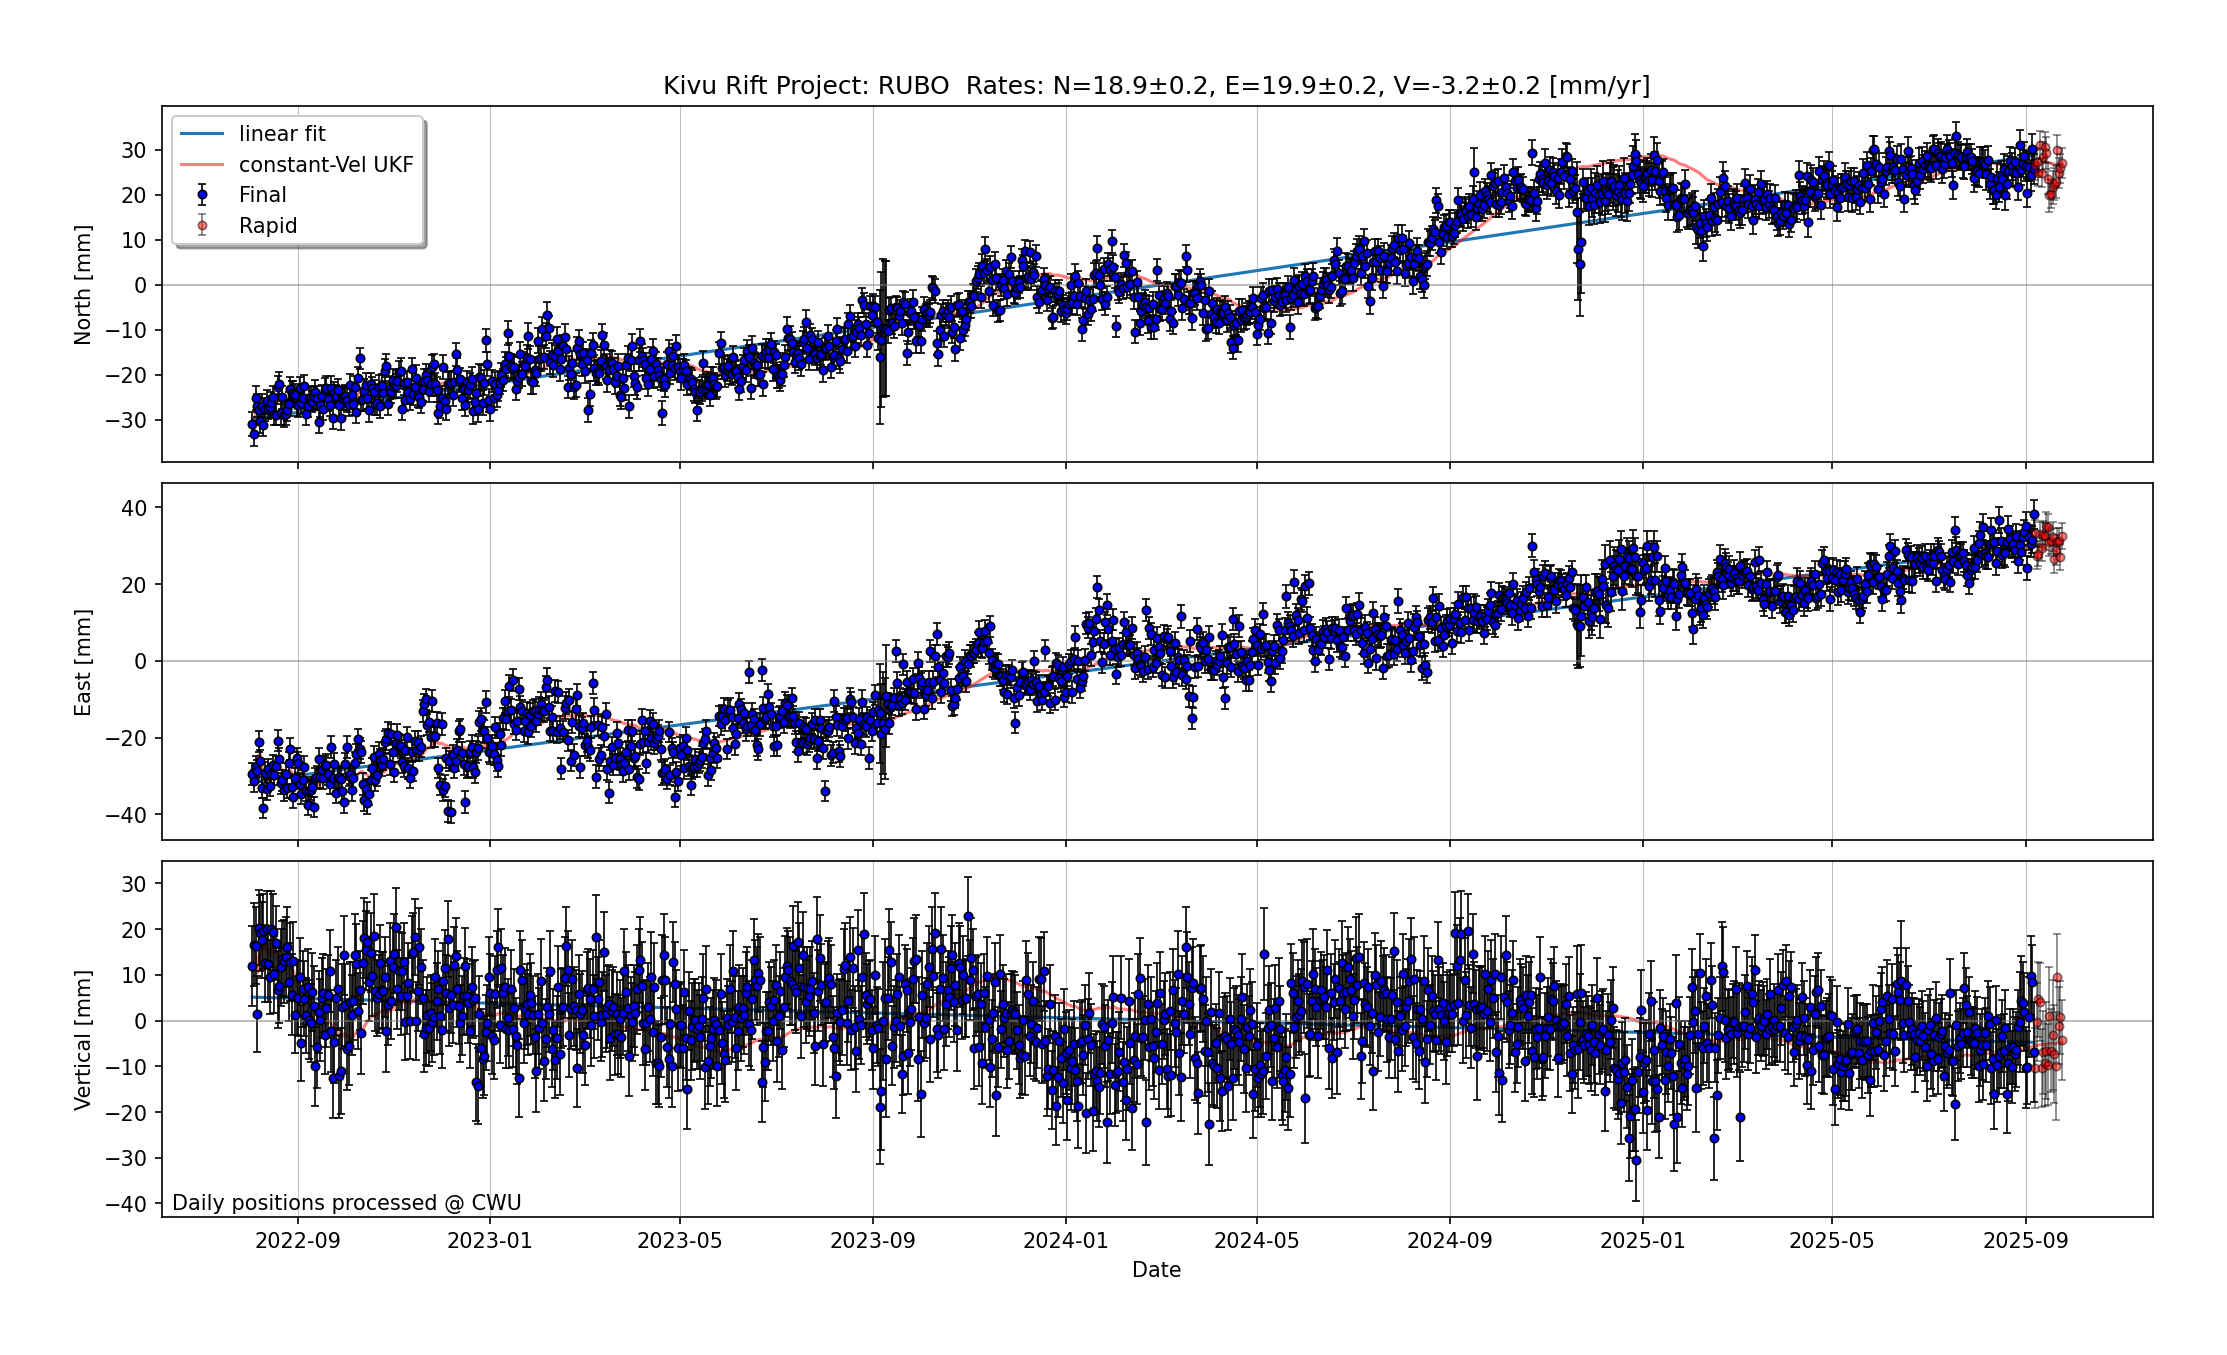 Kivu Rift Project: RUBO  Rates: N=18.9±0.2, E=19.9±0.2, V=-3.2±0.2 [mm/yr]
linear fit
constant-Vel UKF
Final
Rapid
North [mm]
30
20
10
0
−10
−20
−30
East [mm]
40
20
0
−20
−40
Vertical [mm]
30
20
10
0
−10
−20
−30
−40
Daily positions processed @ CWU
2022-09 2023-01 2023-05 2023-09 2024-01 2024-05 2024-09 2025-01 2025-05 2025-09
Date